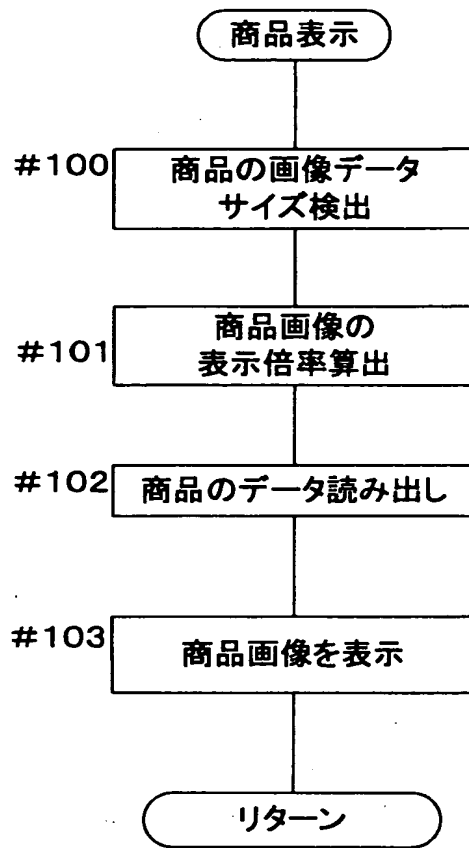 商品表示
#100
商品の画像データ
サイズ検出
#101
商品画像の
表示倍率算出
#102
商品のデータ読み出し
#103
商品画像を表示
リターン